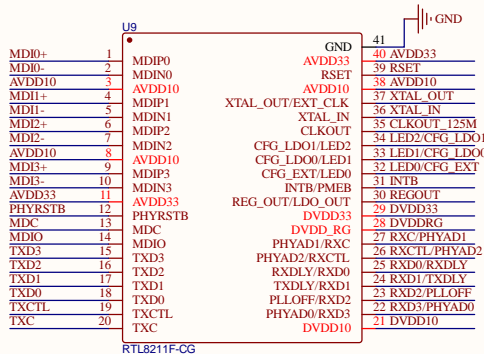 U9
41
GND
GND
MDI0+ 1 MDIP0 AVDD33 40 AVDD33
MDI0- 2 MDIN0 RSET 39 RSET
AVDD10 3 AVDD10 AVDD10 38 AVDD10
MDI1+ 4 MDIP1 XTAL_OUT/EXT_CLK 37 XTAL_OUT
MDI1- 5 MDIN1 XTAL_IN 36 XTAL_IN
MDI2+ 6 MDIP2 CLKOUT 35 CLKOUT_125M
MDI2- 7 MDIN2 CFG_LDO1/LED2 34 LED2/CFG_LDO1
AVDD10 8 AVDD10 CFG_LDO0/LED1 33 LED1/CFG_LDO0
MDI3+ 9 MDIP3 CFG_EXT/LED0 32 LED0/CFG_EXT
MDI3- 10 MDIN3 INTB/PMEB 31 INTB
AVDD33 11 AVDD33 REG_OUT/LDO_OUT 30 REGOUT
PHYRSTB 12 PHYRSTB DVDD33 29 DVDD33
MDC 13 MDC DVDD_RG 28 DVDDRG
MDIO 14 MDIO PHYAD1/RXC 27 RXC/PHYAD1
TXD3 15 TXD3 PHYAD2/RXCTL 26 RXCTL/PHYAD2
TXD2 16 TXD2 RXDLY/RXD0 25 RXD0/RXDLY
TXD1 17 TXD1 TXDLY/RXD1 24 RXD1/TXDLY
TXD0 18 TXD0 PLLOFF/RXD2 23 RXD2/PLLOFF
TXCTL 19 TXCTL PHYAD0/RXD3 22 RXD3/PHYAD0
TXC 20 TXC DVDD10 21 DVDD10
RTL8211F-CG